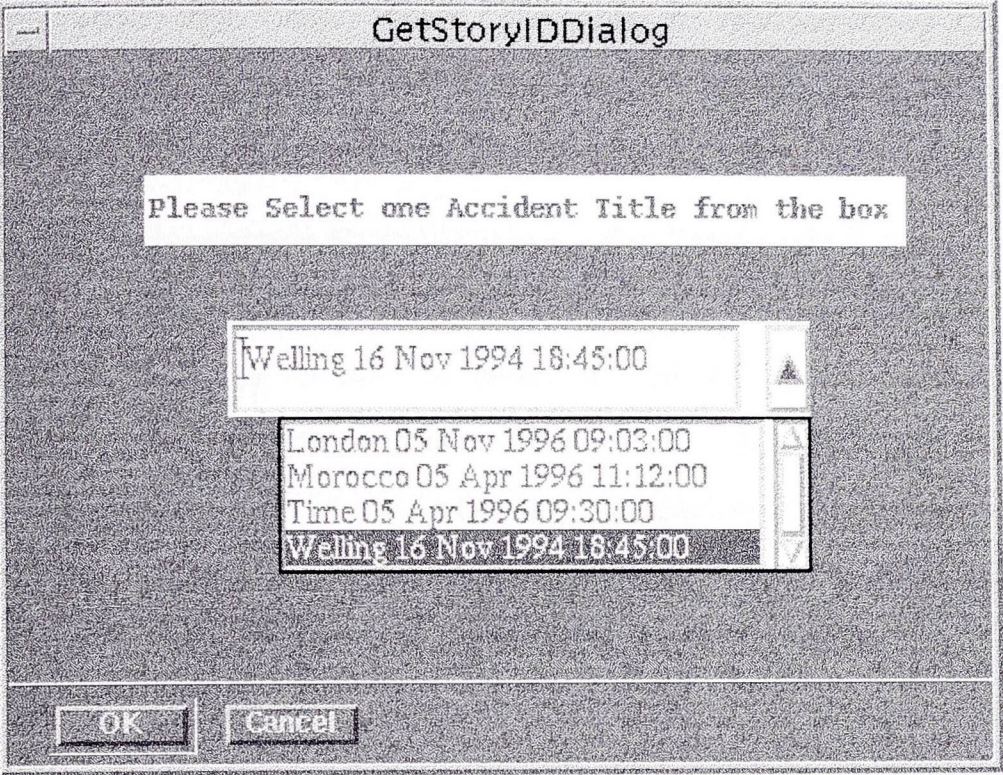 GetStoryIDDialog
Please Select one Accident Title from the box
Welling 16 Nov 1994 18:45:00
London 05 Nov 1996 09:03:00
Morocco 05 Apr 1996 11:12:00
Time 05 Apr 1996 09:30:00
Welling 16 Nov 1994 18:45:00
OK Cancel